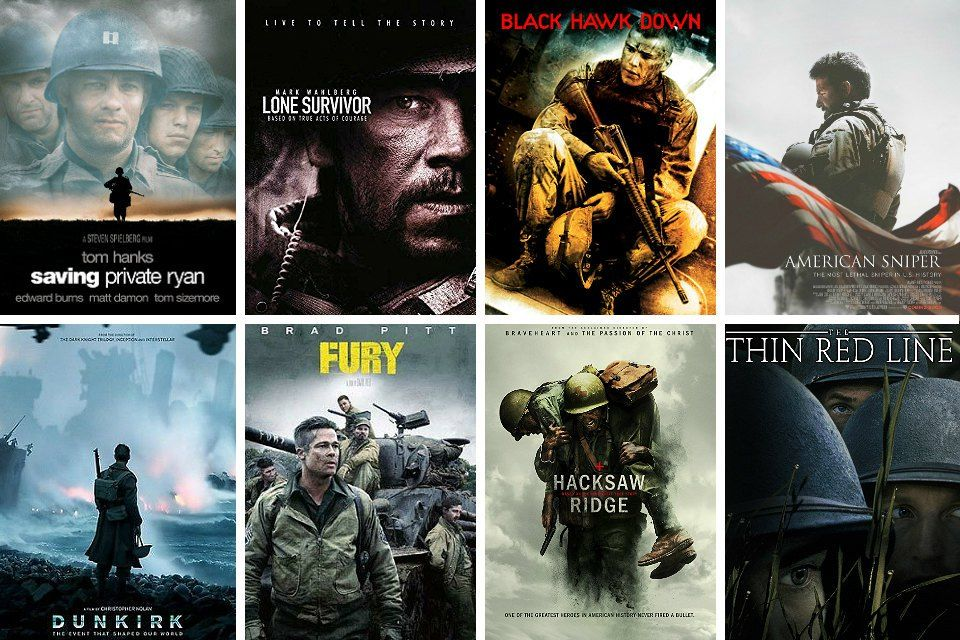 A STEVEN SPIELBERG FILM
tom hanks
saving private ryan
edward burns matt damon tom sizemore
LIVE TO TELL THE STORY
MARK WAHLBERG
LONE SURVIVOR
BASED ON TRUE ACTS OF COURAGE
BLACK HAWK DOWN
AMERICAN SNIPER
THE MOST LETHAL SNIPER IN U.S. HISTORY
FROM THE DIRECTOR OF
THE DARK KNIGHT TRILOGY, INCEPTION AND INTERSTELLAR
A FILM BY CHRISTOPHER NOLAN
DUNKIRK
THE EVENT THAT SHAPED OUR WORLD
BRAD PITT
FURY
BRAVEHEART AND THE PASSION OF THE CHRIST
HACKSAW
RIDGE
ONE OF THE GREATEST HEROES IN AMERICAN HISTORY NEVER FIRED A BULLET.
THE
THIN RED LINE